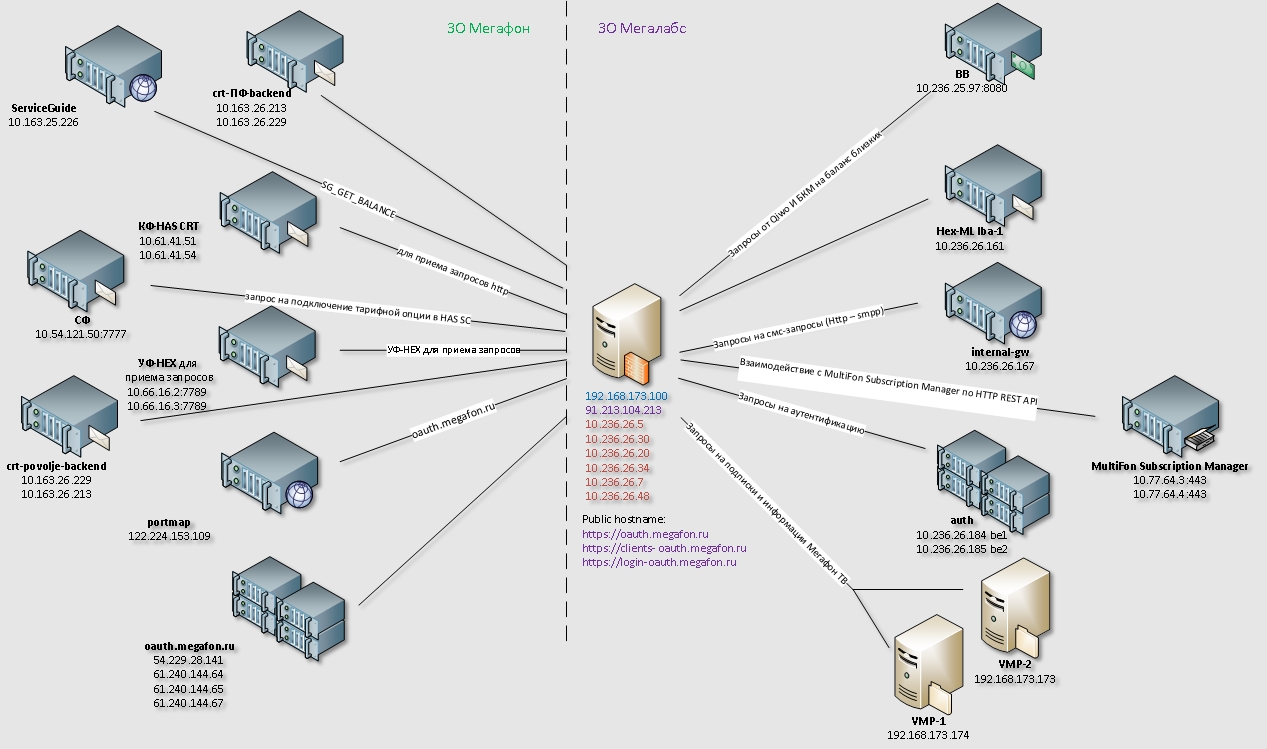 ЗО Мегафон
ЗО Мегалабс
ServiceGuide
10.163.25.226
crt-ПФ-backend
10.163.26.213
10.163.26.229
SG_GET_BALANCE
КФ-HAS CRT
10.61.41.51
10.61.41.54
для приема запросов http
СФ
10.54.121.50:7777
запрос на подключение тарифной опции в HAS SC
УФ-НЕХ для
приема запросов
10.66.16.2:7789
10.66.16.3:7789
УФ-НЕХ для приема запросов
crt-povolje-backend
10.163.26.229
10.163.26.213
oauth.megafon.ru
portmap
122.224.153.109
oauth.megafon.ru
54.229.28.141
61.240.144.64
61.240.144.65
61.240.144.67
192.168.173.100
91.213.104.213
10.236.26.5
10.236.26.30
10.236.26.20
10.236.26.34
10.236.26.7
10.236.26.48
Public hostname:
https://oauth.megafon.ru
https://clients- oauth.megafon.ru
https://login-oauth.megafon.ru
BB
10.236.25.97:8080
Запросы от Qiwo И БКМ на баланс близких
Hex-ML lba-1
10.236.26.161
Запросы на смс-запросы (Http – smpp)
internal-gw
10.236.26.167
Взаимодействие с MultiFon Subscription Manager по HTTP REST API
MultiFon Subscription Manager
10.77.64.3:443
10.77.64.4:443
Запросы на аутентификацию
auth
10.236.26.184 be1
10.236.26.185 be2
Запросы на подписки и информации Мегафон ТВ
VMP-2
192.168.173.173
VMP-1
192.168.173.174